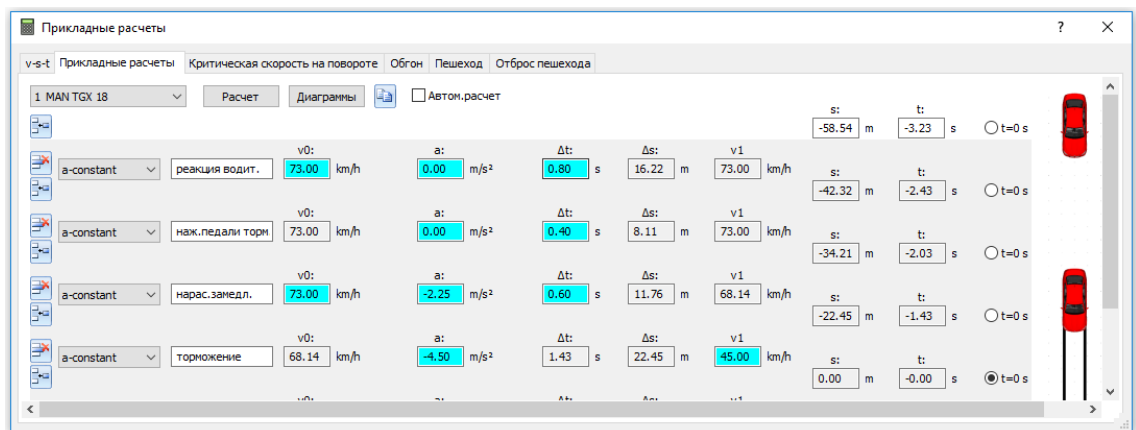 Прикладные расчеты ?
v-s-t Прикладные расчеты Критическая скорость на повороте Обгон Пешеход Отброс пешехода
1 MAN TGX 18 Расчет Диаграммы Автом.расчет
s: t:
-58.54 m -3.23 s t=0 s
v0: a: Δt: Δs: v1
a-constant реакция водит. 73.00 km/h 0.00 m/s² 0.80 s 16.22 m 73.00 km/h
s: t:
-42.32 m -2.43 s t=0 s
v0: a: Δt: Δs: v1
a-constant наж.педали торм 73.00 km/h 0.00 m/s² 0.40 s 8.11 m 73.00 km/h
s: t:
-34.21 m -2.03 s t=0 s
v0: a: Δt: Δs: v1
a-constant нарас.замедл. 73.00 km/h -2.25 m/s² 0.60 s 11.76 m 68.14 km/h
s: t:
-22.45 m -1.43 s t=0 s
v0: a: Δt: Δs: v1
a-constant торможение 68.14 km/h -4.50 m/s² 1.43 s 22.45 m 45.00 km/h
s: t:
0.00 m -0.00 s t=0 s